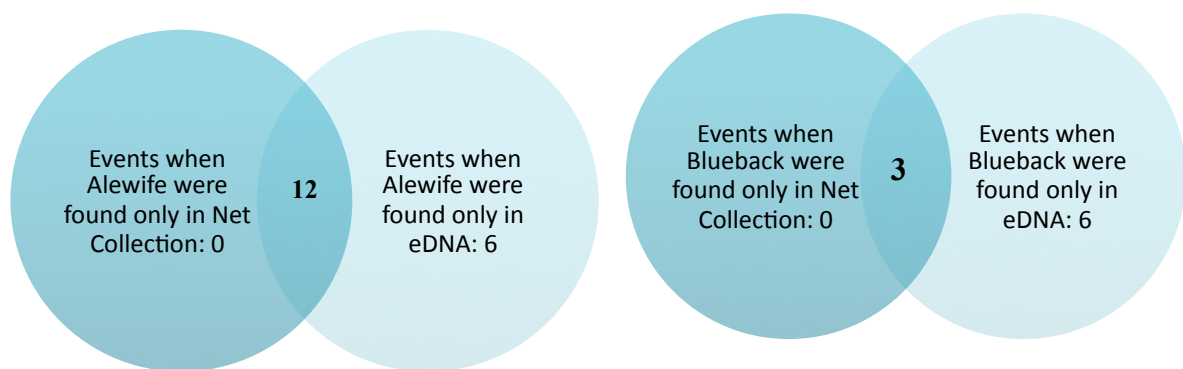 Events when
Alewife were
found only in Net
Collection: 0
12
Events when
Alewife were
found only in
eDNA: 6
Events when
Blueback were
found only in Net
Collection: 0
3
Events when
Blueback were
found only in
eDNA: 6